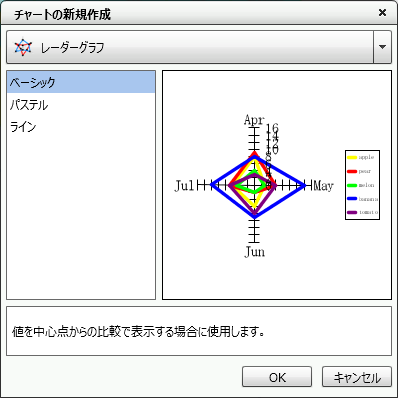 チャートの新規作成
レーダーグラフ
ベーシック
パステル
ライン
Apr
16
14
12
10
8
Jul
May
Jun
apple
pear
melon
banana
tomato
値を中心点からの比較で表示する場合に使用します。
OK
キャンセル